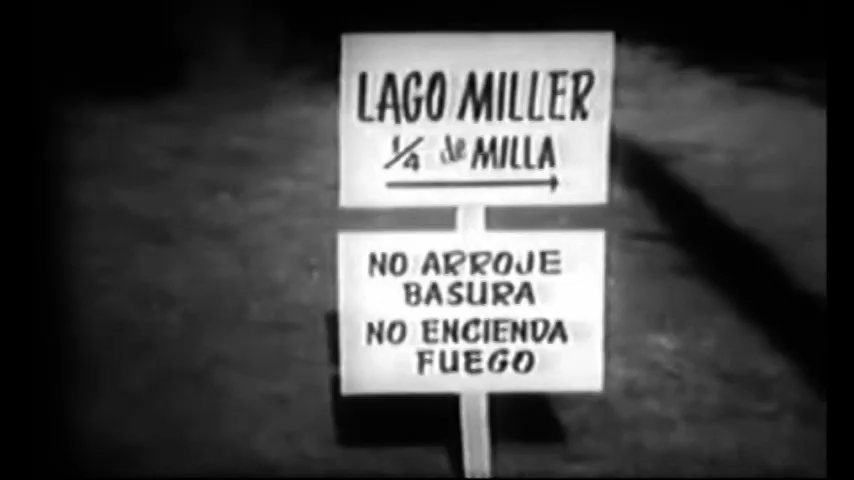 LAGO MILLER
1/4 de MILLA
NO ARROJE
BASURA
NO ENCIENDA
FUEGO